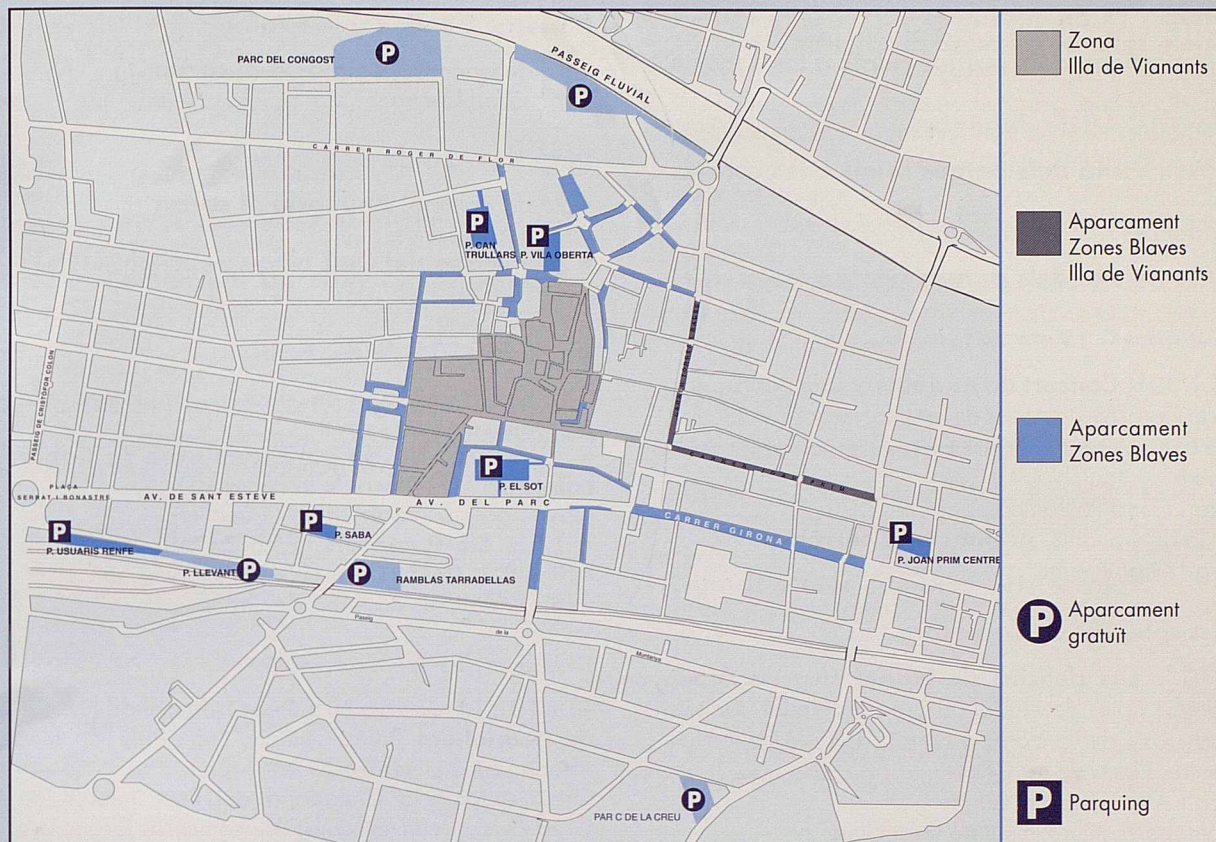 PARC DEL CONGOST
P
PASSEIG FLUVIAL
P
CARRER ROGER DE FLOR
P
P. CAN
TRULLARS
P
P. VILA OBERTA
PASSEIG DE CRISTÒFOR COLON
CARRER JOAN PRIM
P
P. EL SOT
PLAÇA
SERRAT I BONASTRE
AV. DE SANT ESTEVE
AV. DEL PARC
CARRER GIRONA
P
P. USUARIS RENFE
P
P. SABA
P
P. JOAN PRIM CENTRE
P. LLEVANT
P
P
RAMBLAS TARRADELLAS
Passeig
de la
Muntanya
PAR C DE LA CREU
P
Zona
Illa de Vianants
Aparcament
Zones Blaves
Illa de Vianants
Aparcament
Zones Blaves
P
Aparcament
gratuït
P
Parquing